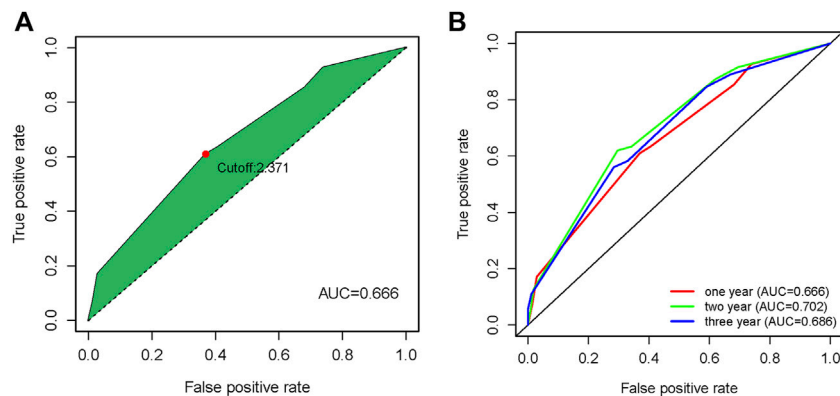 A
True positive rate
1.0
0.8
0.6
0.4
0.2
0.0
Cutoff:2.371
AUC=0.666
0.0 0.2 0.4 0.6 0.8 1.0
False positive rate
B
True positive rate
1.0
0.8
0.6
0.4
0.2
0.0
one year (AUC=0.666)
two year (AUC=0.702)
three year (AUC=0.686)
0.0 0.2 0.4 0.6 0.8 1.0
False positive rate